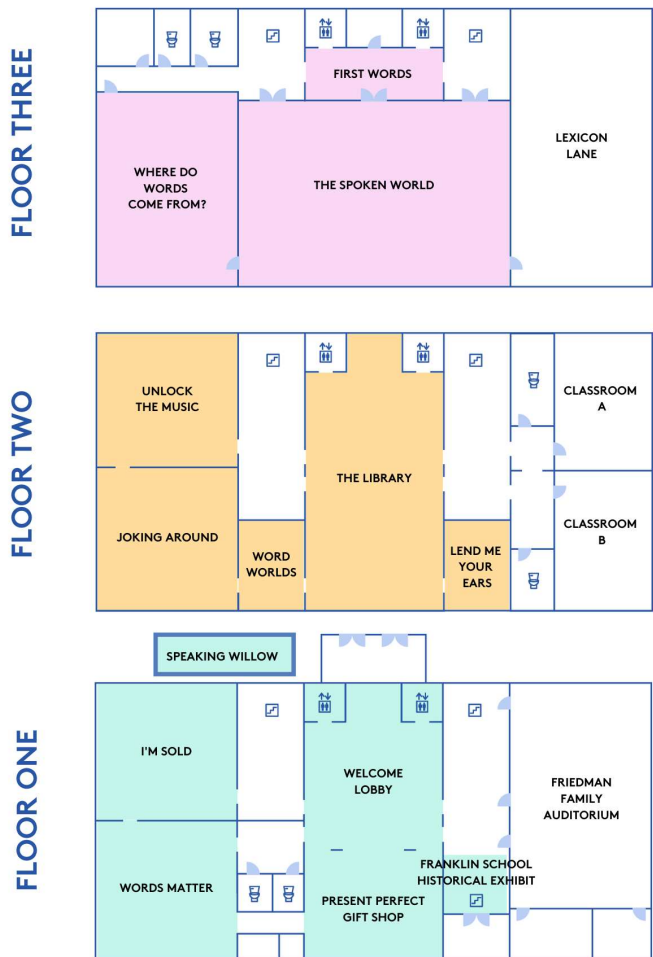 FLOOR THREE
FIRST WORDS
LEXICON
LANE
WHERE DO
WORDS
COME FROM?
THE SPOKEN WORLD
FLOOR TWO
UNLOCK
THE MUSIC
CLASSROOM
A
THE LIBRARY
JOKING AROUND
WORD
WORLDS
LEND ME
YOUR
EARS
CLASSROOM
B
FLOOR ONE
SPEAKING WILLOW
I'M SOLD
WELCOME
LOBBY
FRIEDMAN
FAMILY
AUDITORIUM
WORDS MATTER
FRANKLIN SCHOOL
HISTORICAL EXHIBIT
PRESENT PERFECT
GIFT SHOP